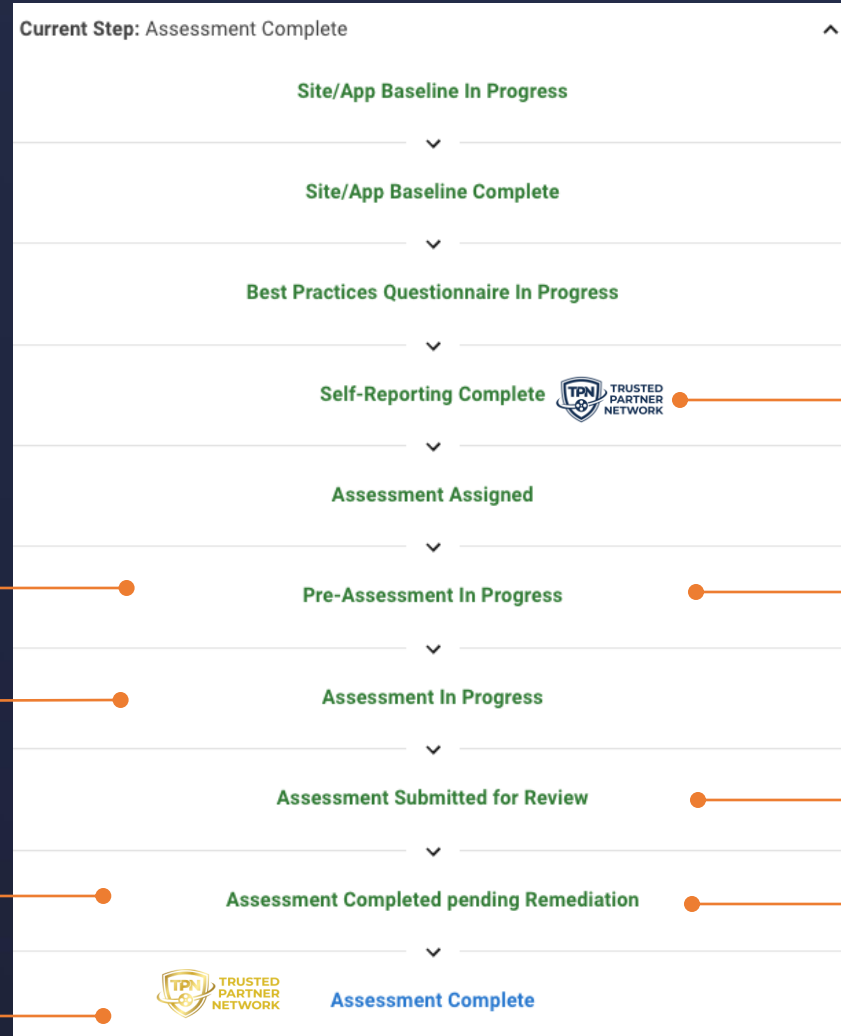 Current Step: Assessment Complete
Site/App Baseline In Progress
Site/App Baseline Complete
Best Practices Questionnaire In Progress
Self-Reporting Complete TPN TRUSTED
PARTNER
NETWORK
Assessment Assigned
Pre-Assessment In Progress
Assessment In Progress
Assessment Submitted for Review
Assessment Completed pending Remediation
TPN TRUSTED
PARTNER
NETWORK
Assessment Complete